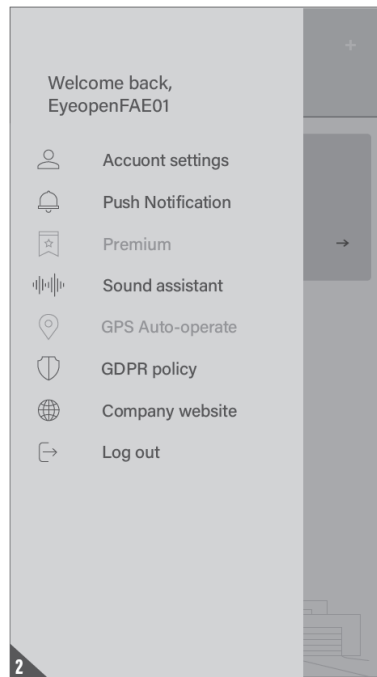 Welcome back,
EyeopenFAE01
Accuont settings
Push Notification
Premium
Sound assistant
GPS Auto-operate
GDPR policy
Company website
Log out
2